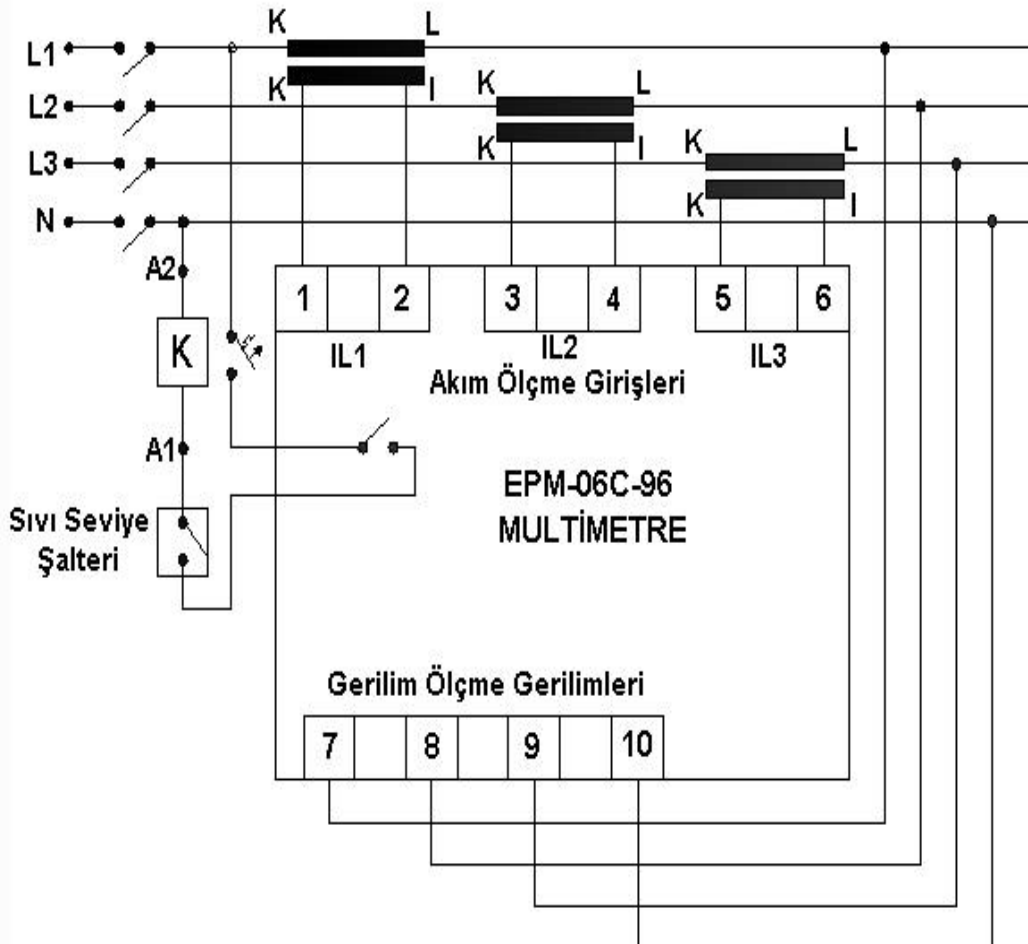 K L
L1
K I
L2
K L
K I
L3
K L
K I
N
A2
1 2 3 4 5 6
K
IL1 IL2 IL3
Akım Ölçme Girişleri
A1
EPM-06C-96
MULTİMETRE
Sıvı Seviye
Şalteri
Gerilim Ölçme Gerilimleri
7 8 9 10